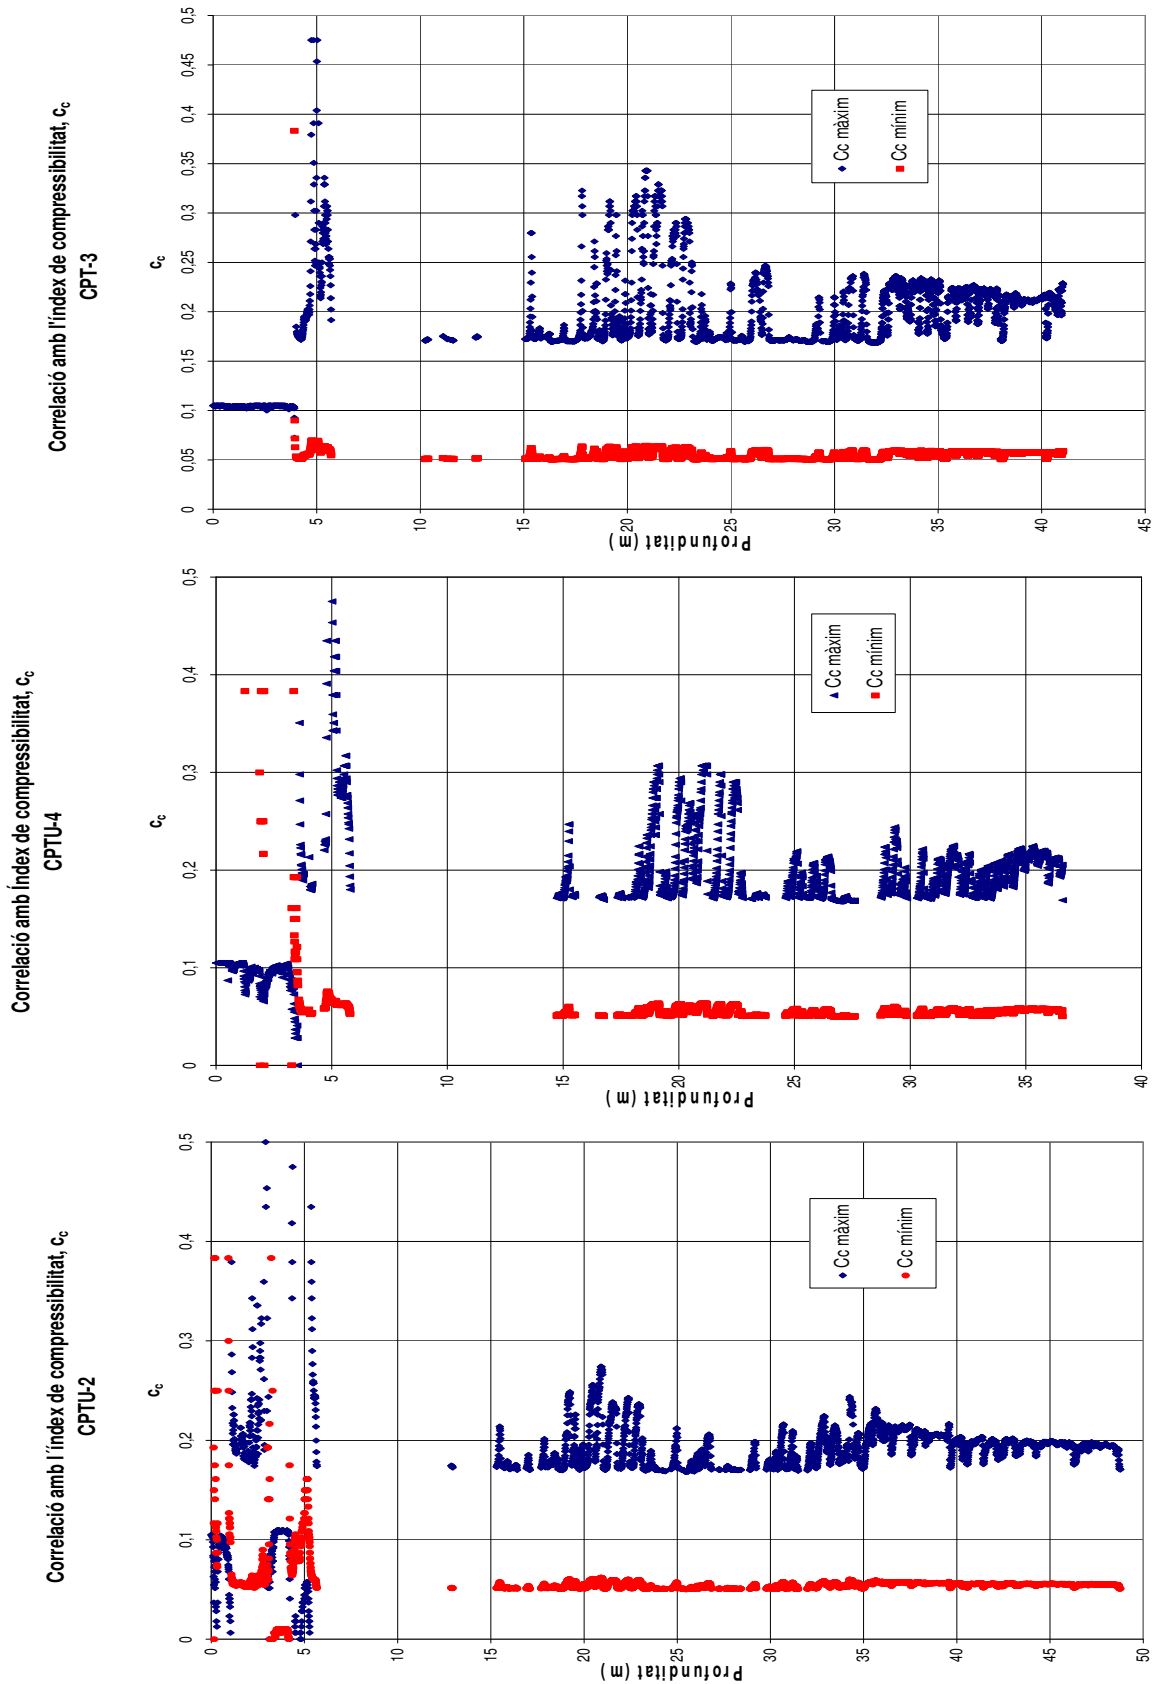 Correlació amb l'índex de compressibilitat, cc
CPTU-2
cc
0
0,1
0,2
0,3
0,4
0,5
0
5
10
15
20
25
30
35
40
45
50
Profunditat (m)
Cc màxim
Cc mínim
Correlació amb Índex de compressibilitat, cc
CPTU-4
cc
0
0,1
0,2
0,3
0,4
0,5
0
5
10
15
20
25
30
35
40
Profunditat (m)
Cc màxim
Cc mínim
Correlació amb l'índex de compressibilitat, cc
CPT-3
cc
0
0,05
0,1
0,15
0,2
0,25
0,3
0,35
0,4
0,45
0,5
0
5
10
15
20
25
30
35
40
45
Profunditat (m)
Cc màxim
Cc mínim